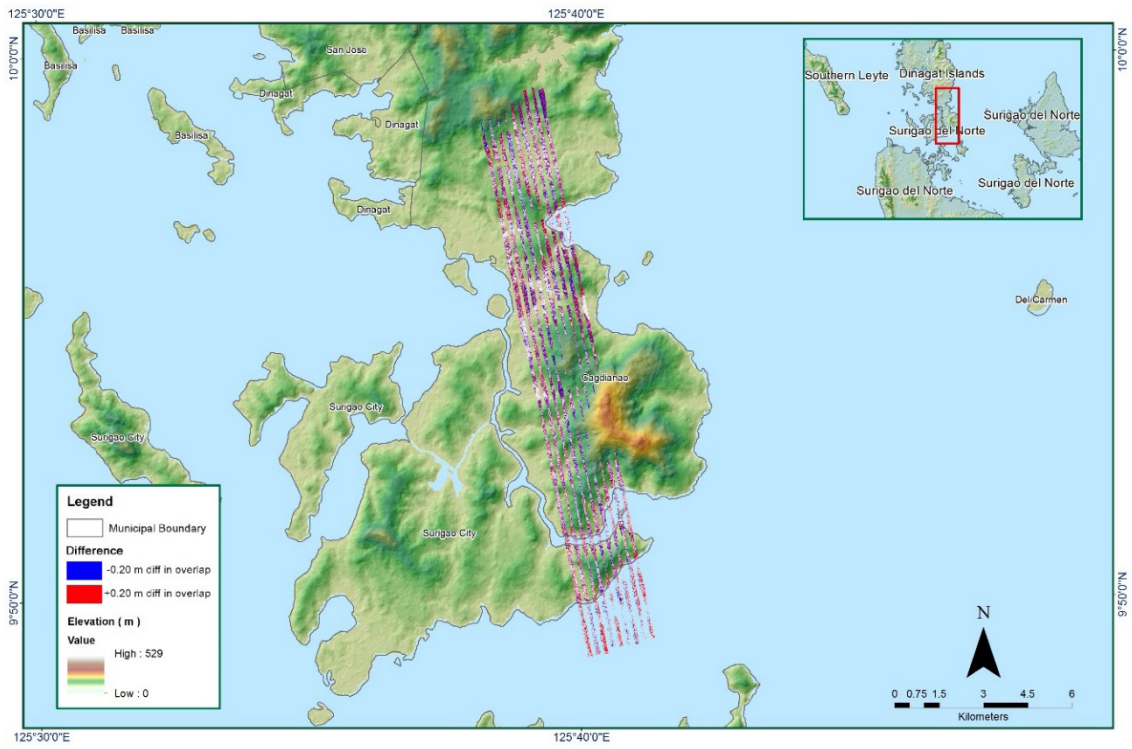 125°30'0"E
125°40'0"E
10°0'0"N
10°0'0"N
Basilisa
Basilisa
San Jose
Basilisa
Dinagat
Dinagat
Basilisa
Dinagat
Southern Leyte
Dinagat Islands
Surigao del Norte
Surigao del Norte
Surigao del Norte
Surigao del Norte
Del Carmen
Cagdianao
Surigao City
Surigao City
Surigao City
Legend
Municipal Boundary
Difference
-0.20 m diff in overlap
+0.20 m diff in overlap
Elevation ( m )
Value
High : 529
Low : 0
9°50'0"N
9°50'0"N
N
0 0.75 1.5 3 4.5 6
Kilometers
125°30'0"E
125°40'0"E